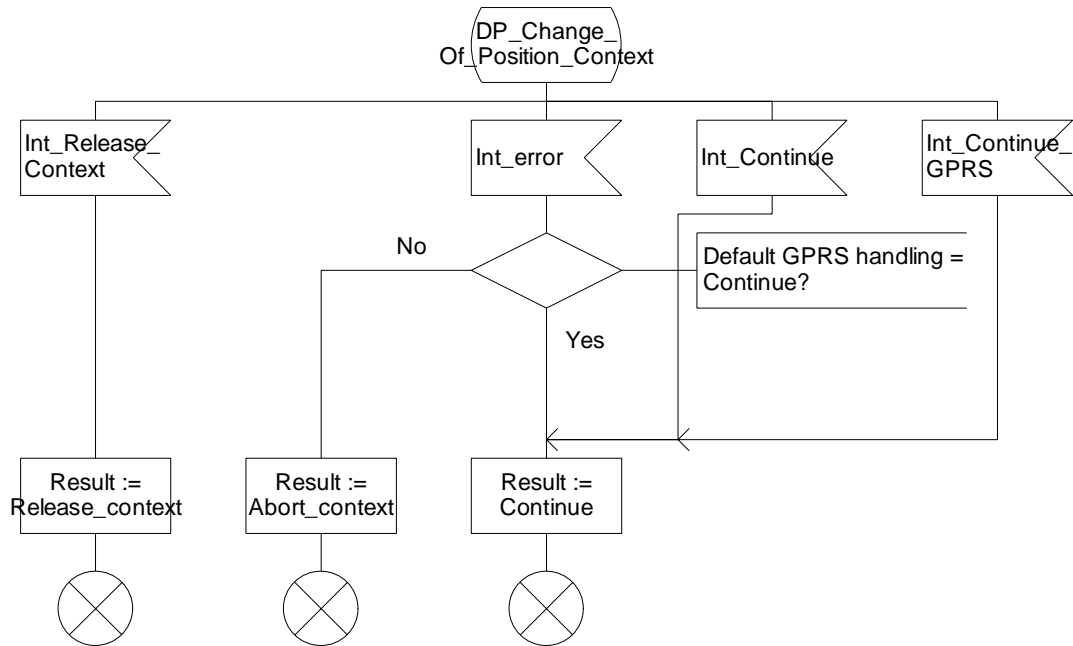 DP_Change_
Of_Position_Context
Int_Release_
Context
Int_error
Int_Continue
Int_Continue_
GPRS
No
Default GPRS handling =
Continue?
Yes
Result :=
Release_context
Result :=
Abort_context
Result :=
Continue